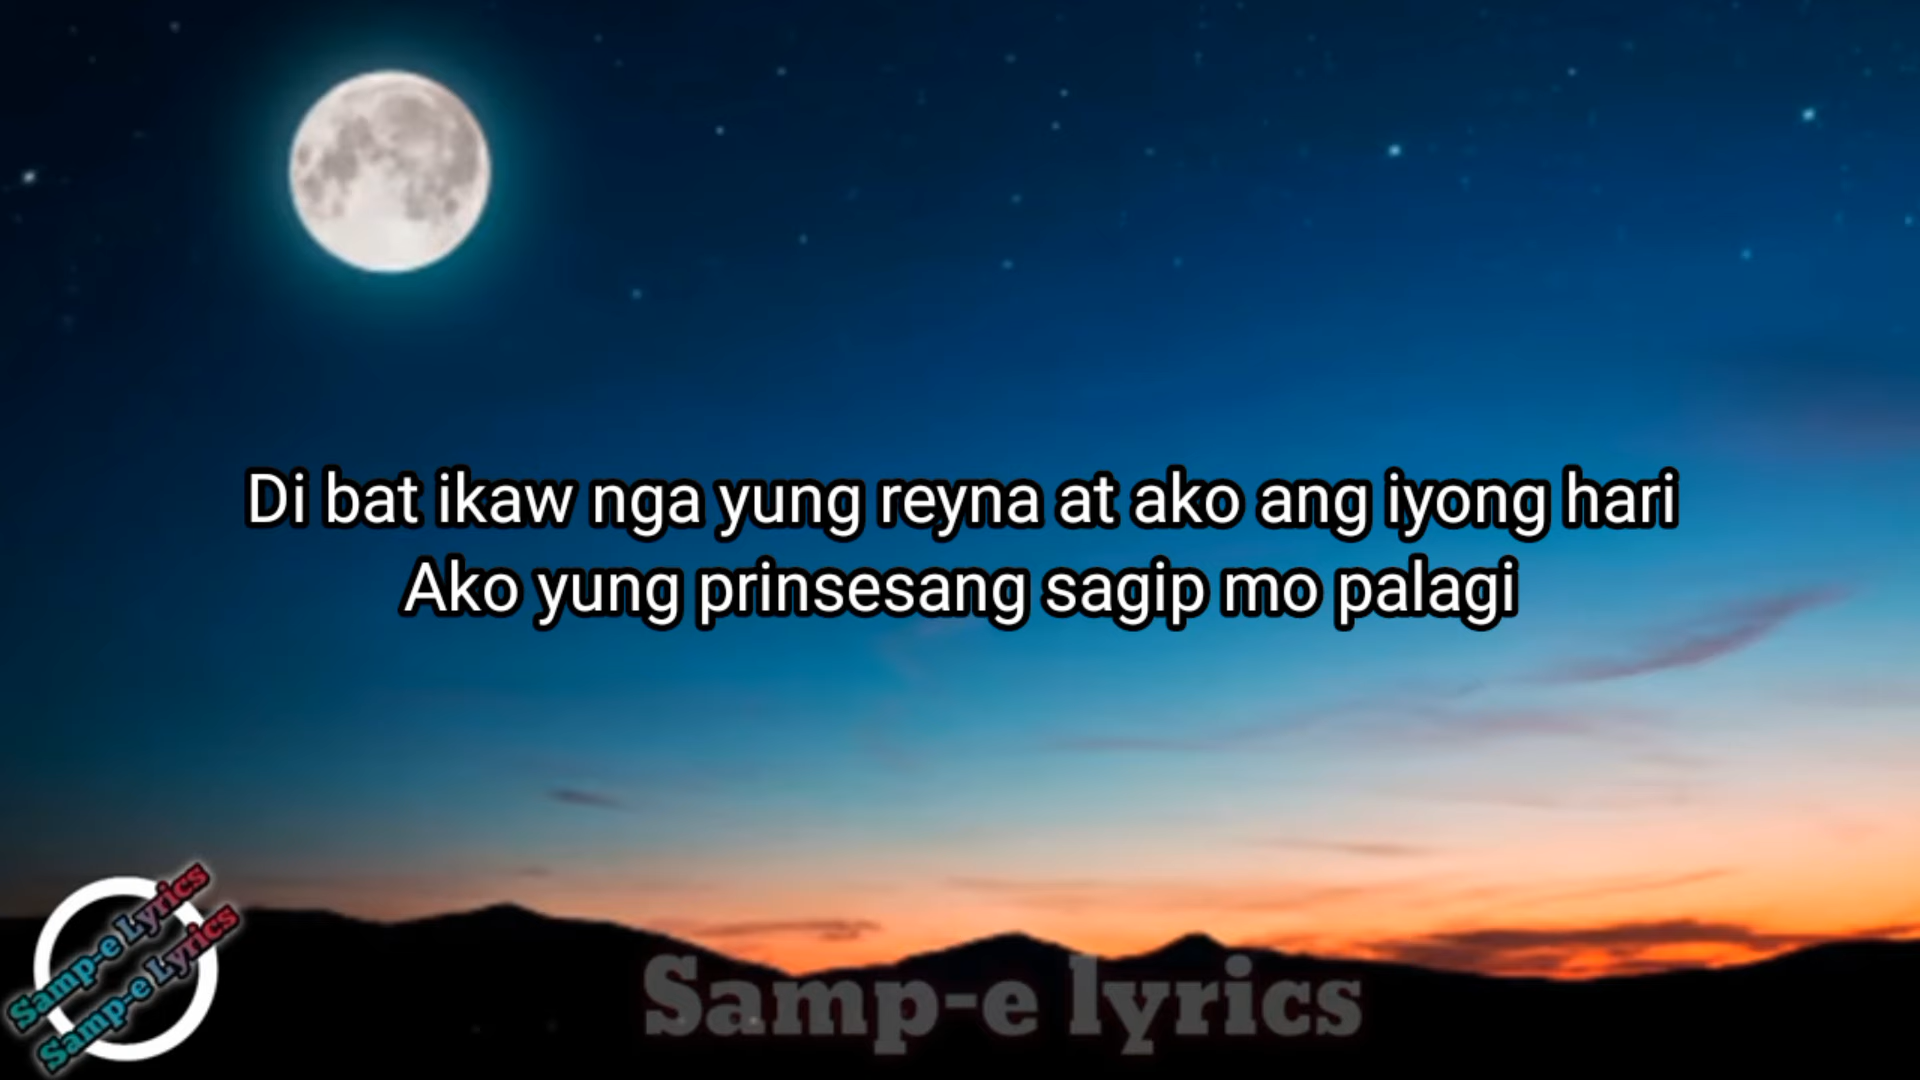 Di bat ikaw nga yung reyna at ako ang iyong hari
Ako yung prinsesang sagip mo palagi
Samp-e Lyrics
Samp-e Lyrics
Samp-e lyrics